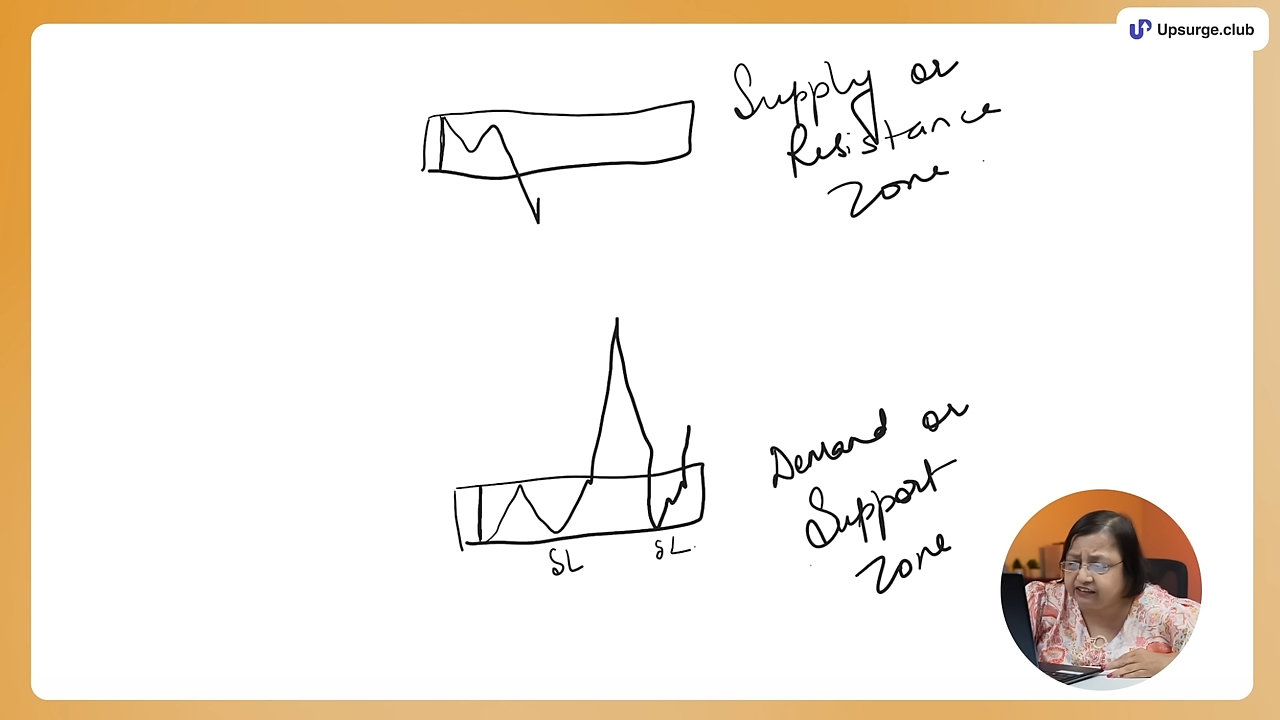 Upsurge.club
Supply or
Resistance
Zone
Demand or
Support
Zone
SL
SL